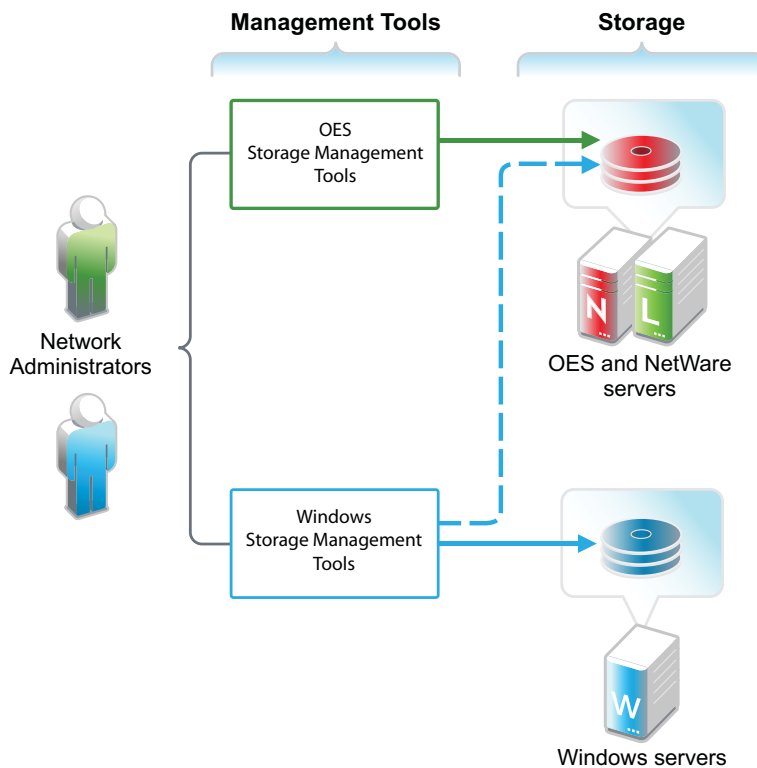 Management Tools
Storage
OES
Storage Management
Tools
Network
Administrators
N
L
OES and NetWare
servers
Windows
Storage Management
Tools
W
Windows servers